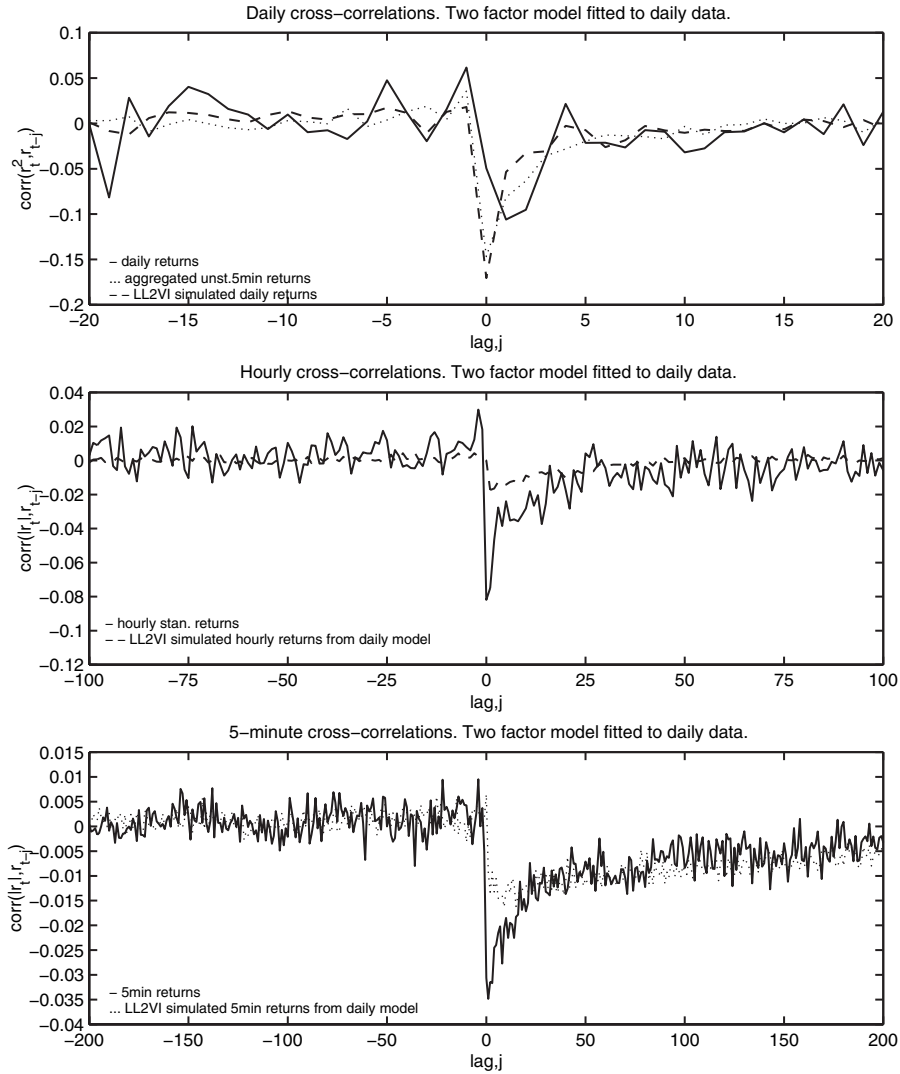 Daily cross−correlations. Two factor model fitted to daily data.
0.1
0.05
0
−0.05
−0.1
−0.15
−0.2
corr(r_t^2,r_{t−j})
− daily returns
... aggregated unst.5min returns
− − LL2VI simulated daily returns
−20 −15 −10 −5 0 5 10 15 20
lag,j
Hourly cross−correlations. Two factor model fitted to daily data.
0.04
0.02
0
−0.02
−0.04
−0.06
−0.08
−0.1
−0.12
corr(|r_t|,r_{t−j})
− hourly stan. returns
− − LL2VI simulated hourly returns from daily model
−100 −75 −50 −25 0 25 50 75 100
lag,j
5−minute cross−correlations. Two factor model fitted to daily data.
0.015
0.01
0.005
0
−0.005
−0.01
−0.015
−0.02
−0.025
−0.03
−0.035
−0.04
corr(|r_t|,r_{t−j})
− 5min returns
... LL2VI simulated 5min returns from daily model
−200 −150 −100 −50 0 50 100 150 200
lag,j